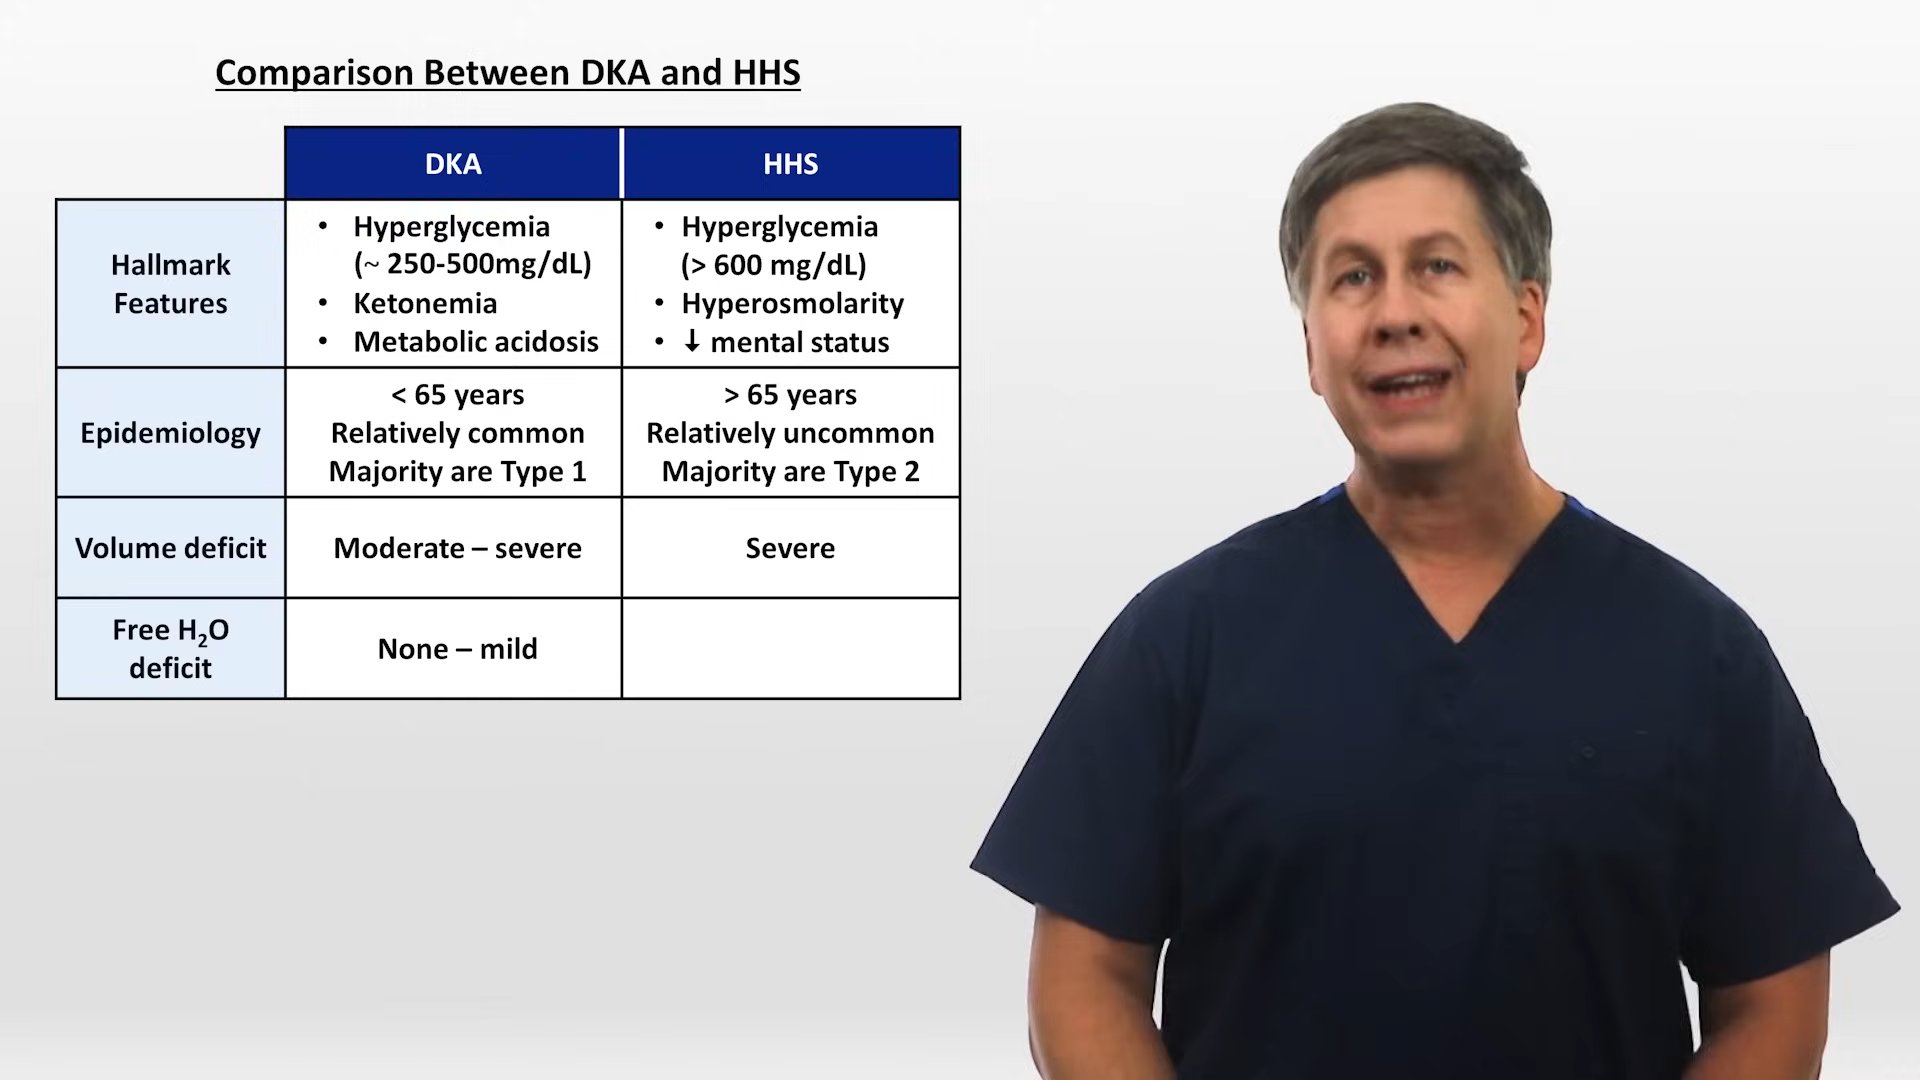 Comparison Between DKA and HHS
DKA
HHS
Hallmark
Features
• Hyperglycemia
(~ 250-500mg/dL)
• Ketonemia
• Metabolic acidosis
• Hyperglycemia
(> 600 mg/dL)
• Hyperosmolarity
• ↓ mental status
Epidemiology
< 65 years
Relatively common
Majority are Type 1
> 65 years
Relatively uncommon
Majority are Type 2
Volume deficit
Moderate – severe
Severe
Free H₂O
deficit
None – mild